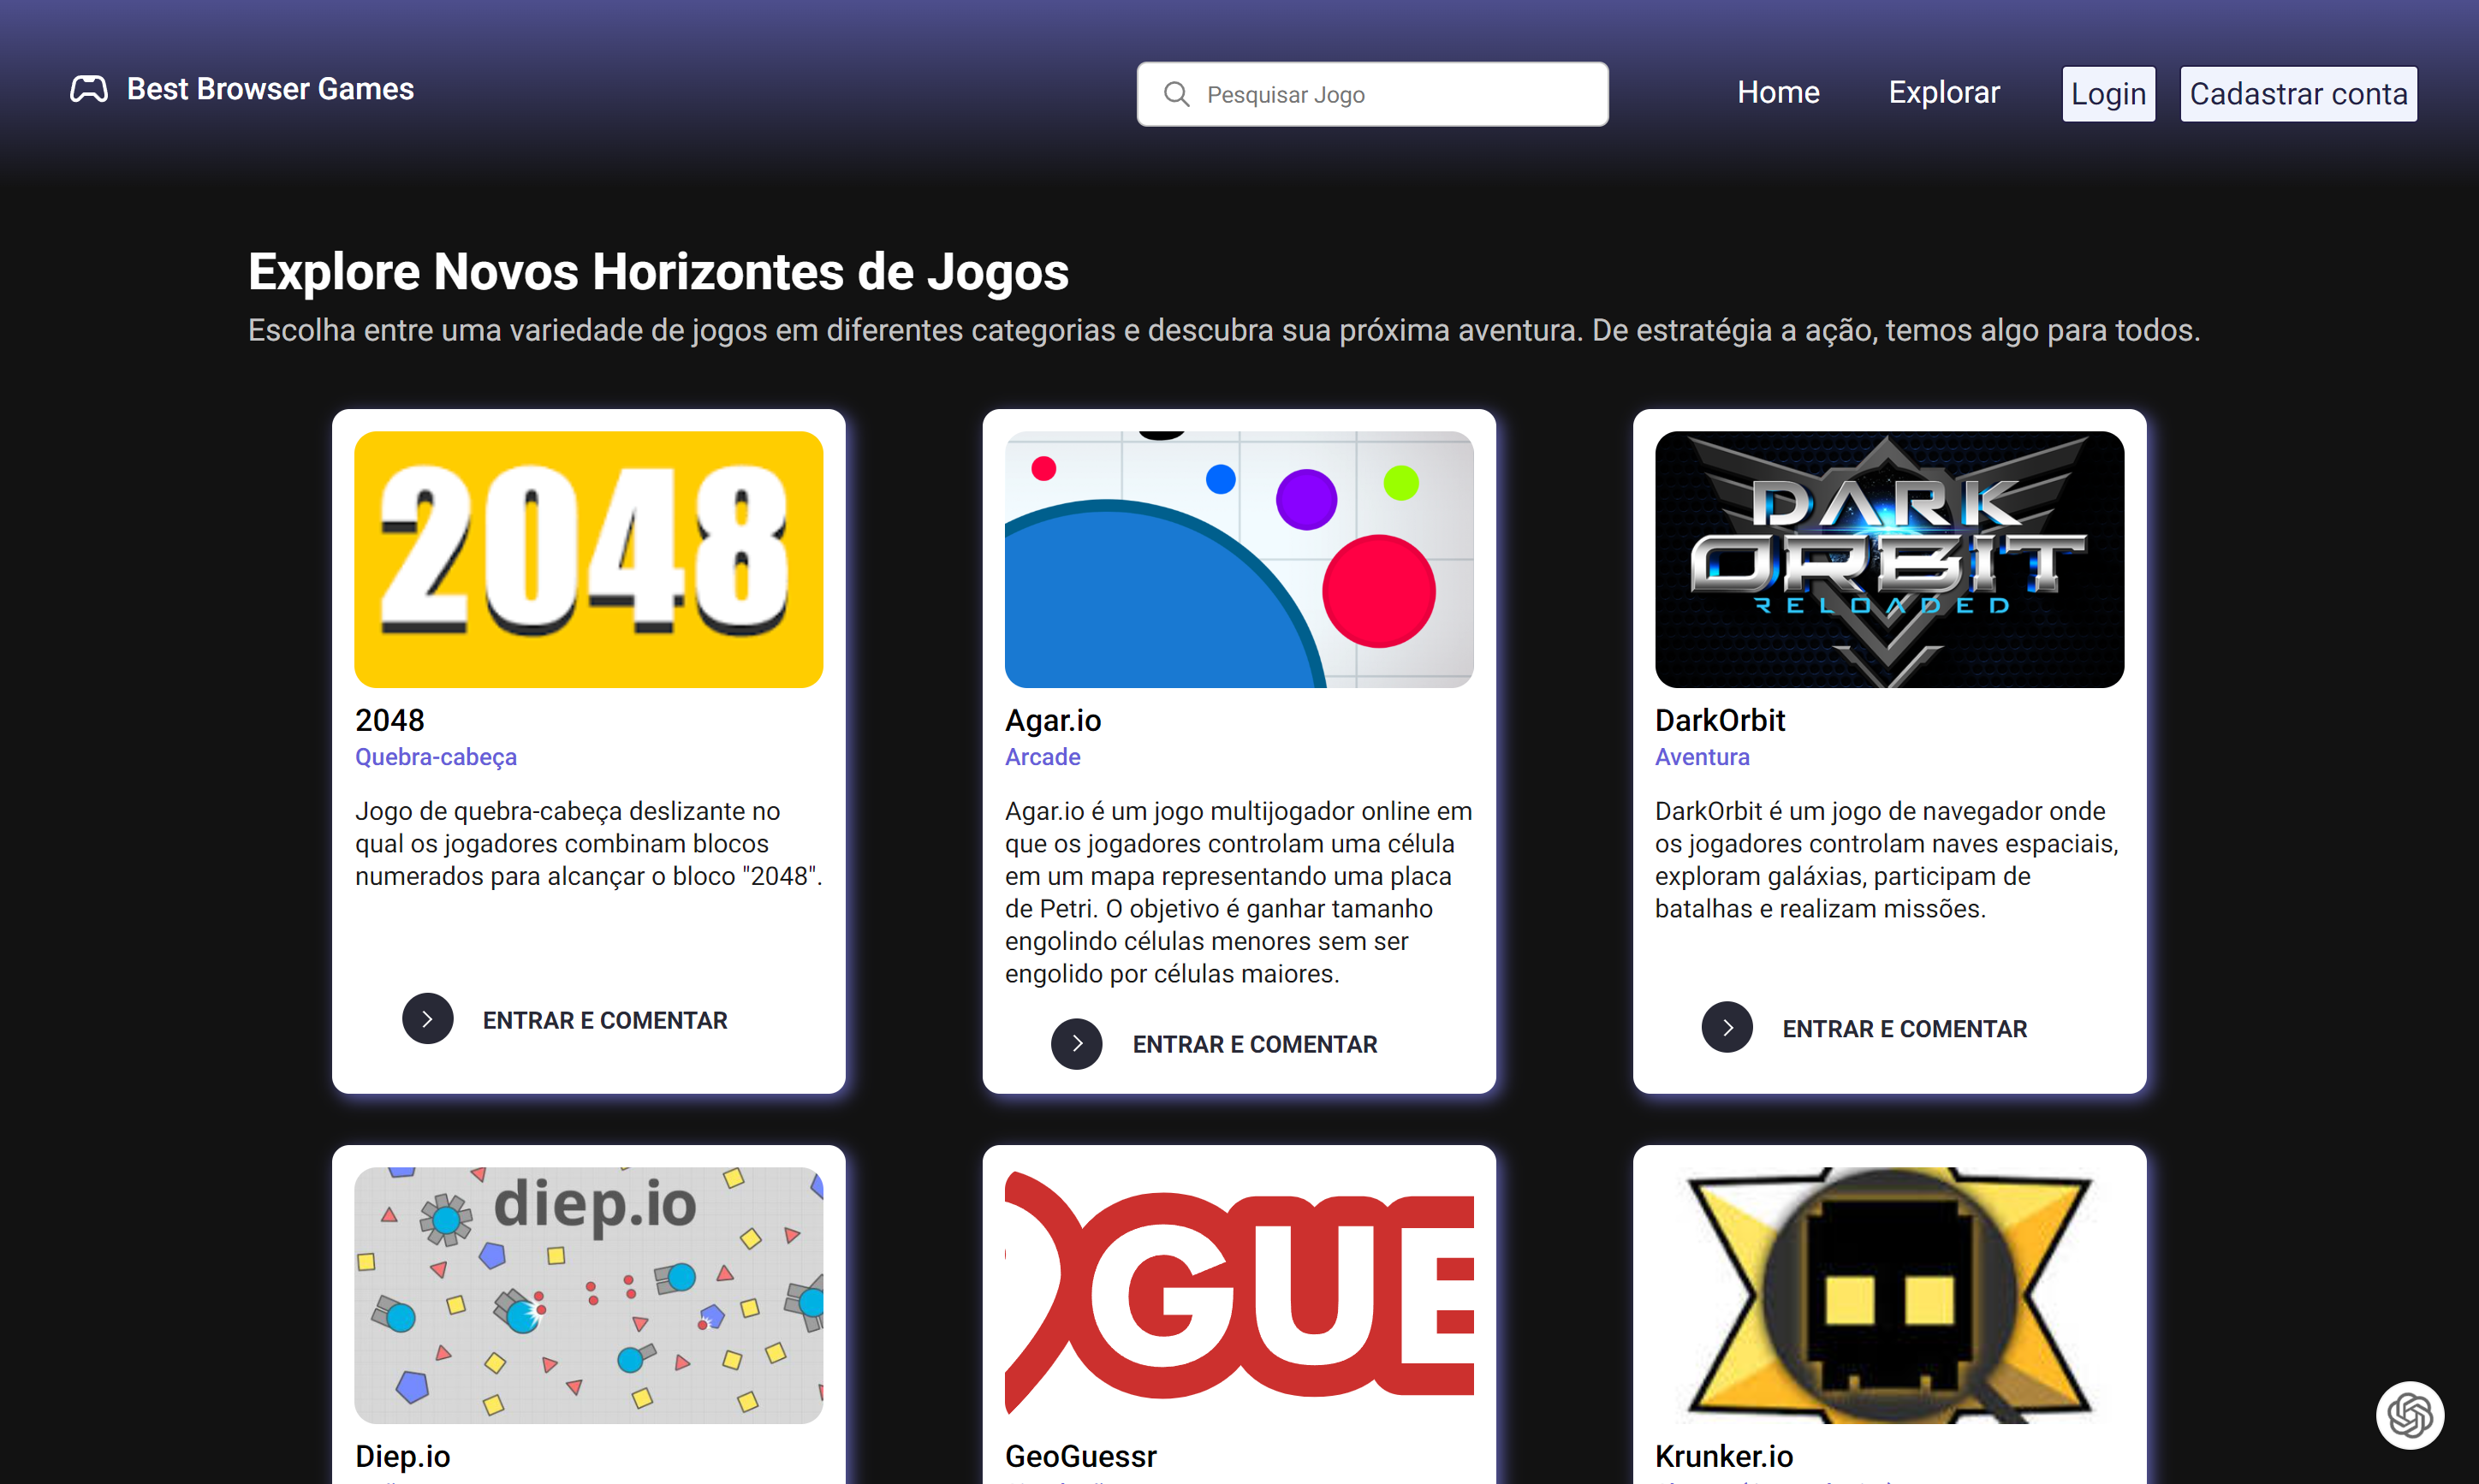 Best Browser Games
Pesquisar Jogo
Home
Explorar
Login
Cadastrar conta
Explore Novos Horizontes de Jogos
Escolha entre uma variedade de jogos em diferentes categorias e descubra sua próxima aventura. De estratégia a ação, temos algo para todos.
2048
2048
Quebra-cabeça
Jogo de quebra-cabeça deslizante no
qual os jogadores combinam blocos
numerados para alcançar o bloco "2048".
ENTRAR E COMENTAR
Agar.io
Arcade
Agar.io é um jogo multijogador online em
que os jogadores controlam uma célula
em um mapa representando uma placa
de Petri. O objetivo é ganhar tamanho
engolindo células menores sem ser
engolido por células maiores.
ENTRAR E COMENTAR
DARK
ORBIT
RELOADED
DarkOrbit
Aventura
DarkOrbit é um jogo de navegador onde
os jogadores controlam naves espaciais,
exploram galáxias, participam de
batalhas e realizam missões.
ENTRAR E COMENTAR
diep.io
Diep.io
OGUE
GeoGuessr
Krunker.io